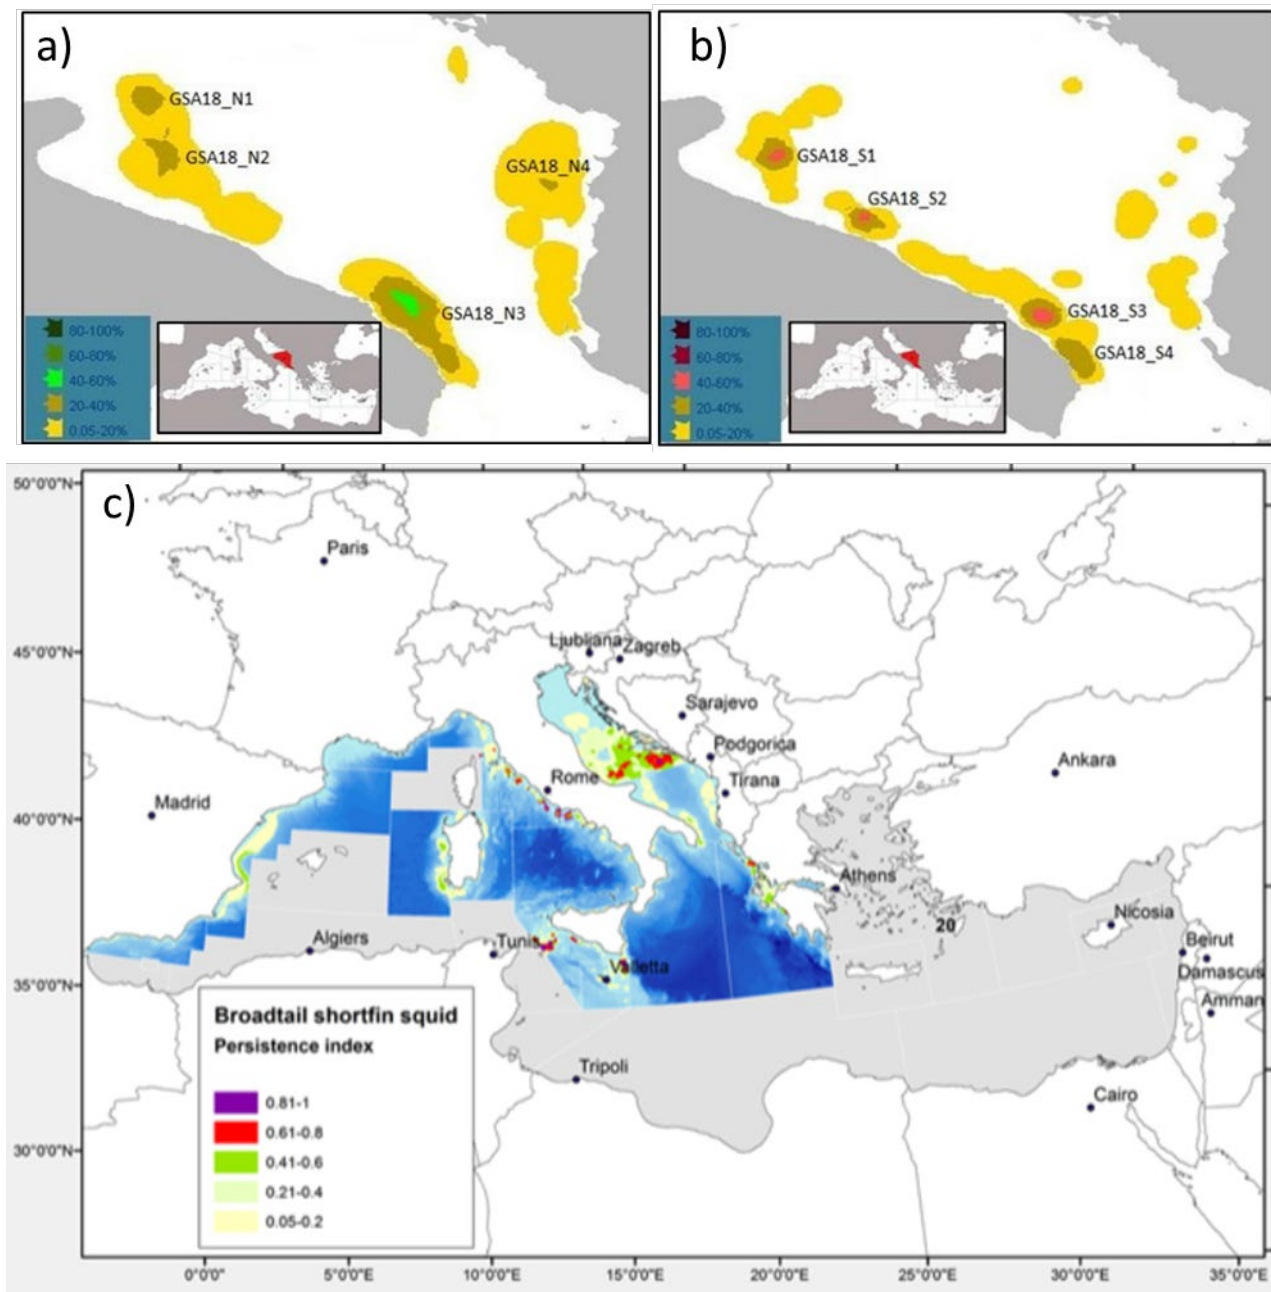 a)
GSA18_N1
GSA18_N2
GSA18_N4
GSA18_N3
80-100%
60-80%
40-60%
20-40%
0.05-20%
b)
GSA18_S1
GSA18_S2
GSA18_S3
GSA18_S4
80-100%
60-80%
40-60%
20-40%
0.05-20%
c)
50°0'0"N
45°0'0"N
40°0'0"N
35°0'0"N
30°0'0"N
Paris
Ljubljana
Zagreb
Sarajevo
Podgorica
Tirana
Rome
Madrid
Ankara
Athens
20
Nicosia
Algiers
Tunis
Valletta
Beirut
Damascus
Amman
Tripoli
Cairo
Broadtail shortfin squid
Persistence index
0.81-1
0.61-0.8
0.41-0.6
0.21-0.4
0.05-0.2
0°0'0"
5°0'0"E
10°0'0"E
15°0'0"E
20°0'0"E
25°0'0"E
30°0'0"E
35°0'0"E